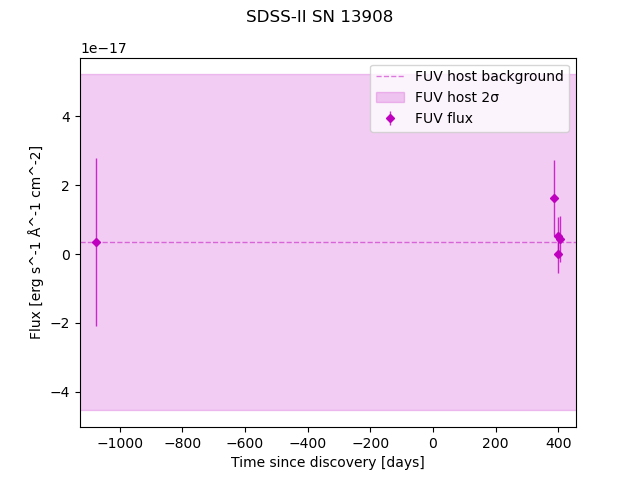 SDSS-II SN 13908
1e−17
FUV host background
FUV host 2σ
FUV flux
4
2
0
−2
−4
Flux [erg s^-1 Å^-1 cm^-2]
−1000
−800
−600
−400
−200
0
200
400
Time since discovery [days]